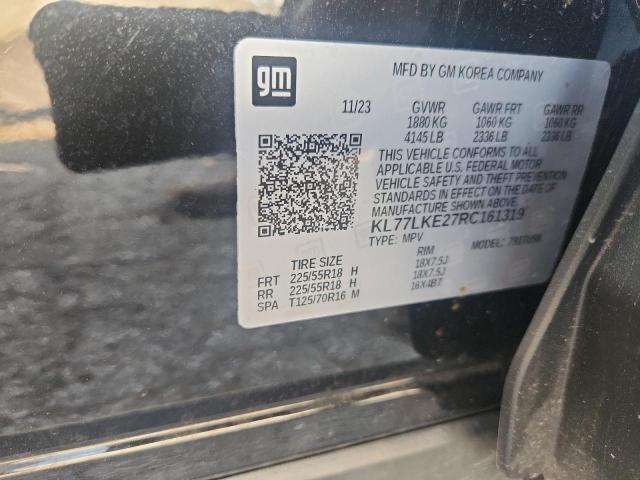 gm
MFD BY GM KOREA COMPANY
11/23 GVWR GAWR FRT GAWR RR
1880 KG 1060 KG 1060 KG
4145 LB 2336 LB 2336 LB
THIS VEHICLE CONFORMS TO ALL
APPLICABLE U.S. FEDERAL MOTOR
VEHICLE SAFETY AND THEFT PREVENTION
STANDARDS IN EFFECT ON THE DATE OF
MANUFACTURE SHOWN ABOVE.
KL77LKE27RC161319
TYPE: MPV MODEL:
TIRE SIZE RIM
FRT 225/55R18 H 18X7.5J
RR 225/55R18 H 18X7.5J
SPA T125/70R16 M 16X4BT